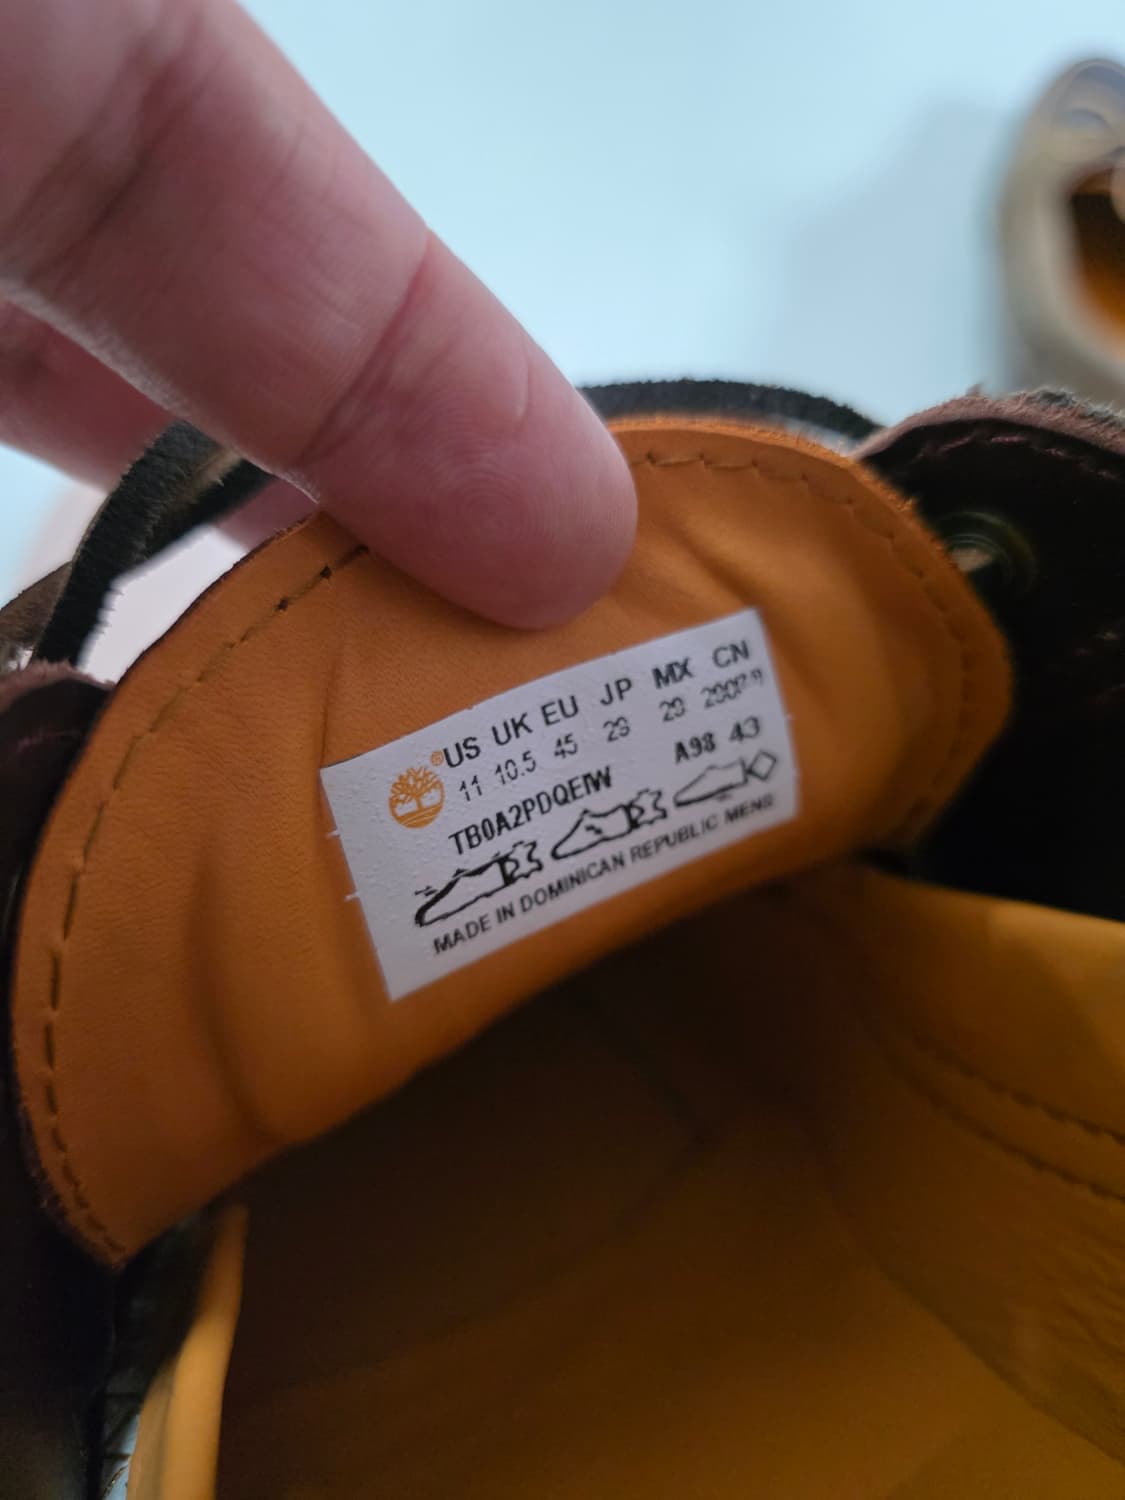 ® US UK EU JP MX CN
11 10.5 45 29 29
A98 43
TB0A2PDQEIW
MADE IN DOMINICAN REPUBLIC MENS